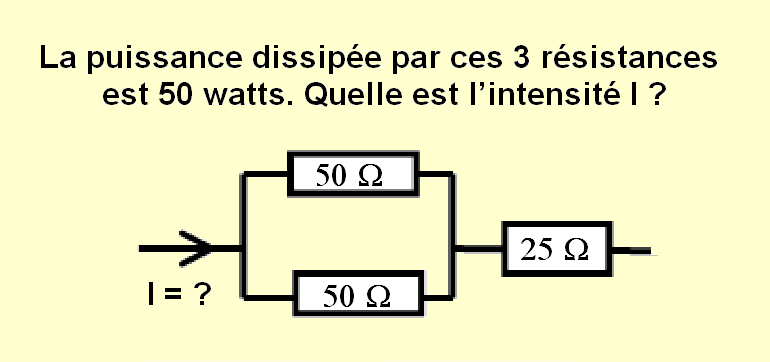 La puissance dissipée par ces 3 résistances
est 50 watts. Quelle est l’intensité I ?
50 Ω
25 Ω
I = ?
50 Ω